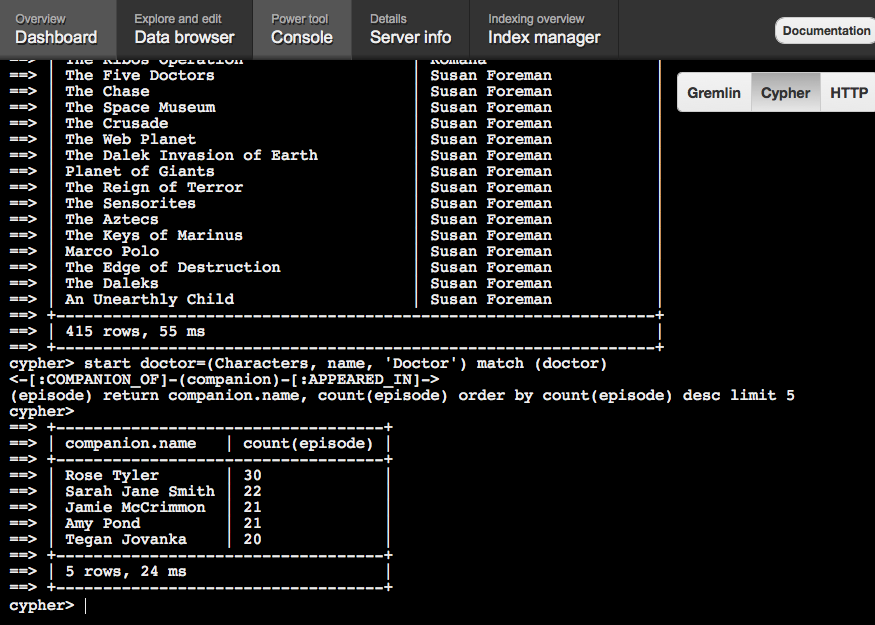 Overview Explore and edit Power tool Details Indexing overview
Dashboard Data browser Console Server info Index manager
Documentation
Gremlin Cypher HTTP
==> | The Ribos Operation | Romana |
==> | The Five Doctors | Susan Foreman |
==> | The Chase | Susan Foreman |
==> | The Space Museum | Susan Foreman |
==> | The Crusade | Susan Foreman |
==> | The Web Planet | Susan Foreman |
==> | The Dalek Invasion of Earth | Susan Foreman |
==> | Planet of Giants | Susan Foreman |
==> | The Reign of Terror | Susan Foreman |
==> | The Sensorites | Susan Foreman |
==> | The Aztecs | Susan Foreman |
==> | The Keys of Marinus | Susan Foreman |
==> | Marco Polo | Susan Foreman |
==> | The Edge of Destruction | Susan Foreman |
==> | The Daleks | Susan Foreman |
==> | An Unearthly Child | Susan Foreman |
==> +----------------------------------------------------------------+
==> | 415 rows, 55 ms |
==> +----------------------------------------------------------------+
cypher> start doctor=(Characters, name, 'Doctor') match (doctor)
<-[:COMPANION_OF]-(companion)-[:APPEARED_IN]->
(episode) return companion.name, count(episode) order by count(episode) desc limit 5
cypher>
==> +-----------------------------------+
==> | companion.name | count(episode) |
==> +-----------------------------------+
==> | Rose Tyler | 30 |
==> | Sarah Jane Smith | 22 |
==> | Jamie McCrimmon | 21 |
==> | Amy Pond | 21 |
==> | Tegan Jovanka | 20 |
==> +-----------------------------------+
==> | 5 rows, 24 ms |
==> +-----------------------------------+
cypher>